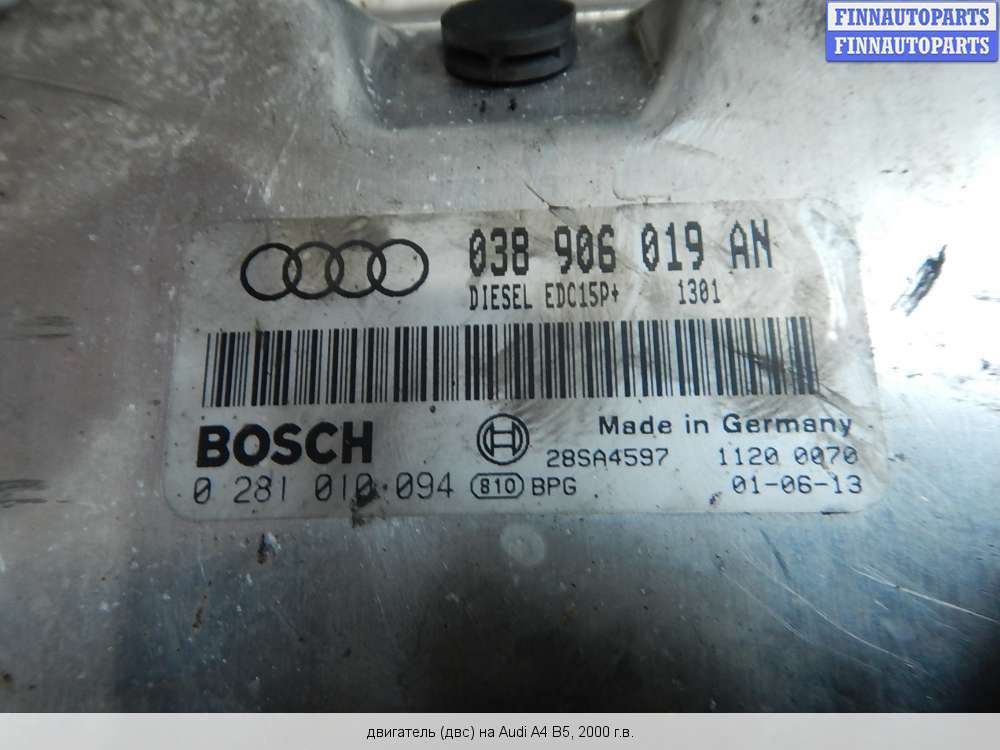 FINNAUTOPARTS
FINNAUTOPARTS
038 906 019 AN
DIESEL EDC15P+ 1301
BOSCH
Made in Germany
28SA4597 1120 0070
0 281 010 094 810 BPG 01-06-13
двигатель (двс) на Audi A4 B5, 2000 г.в.